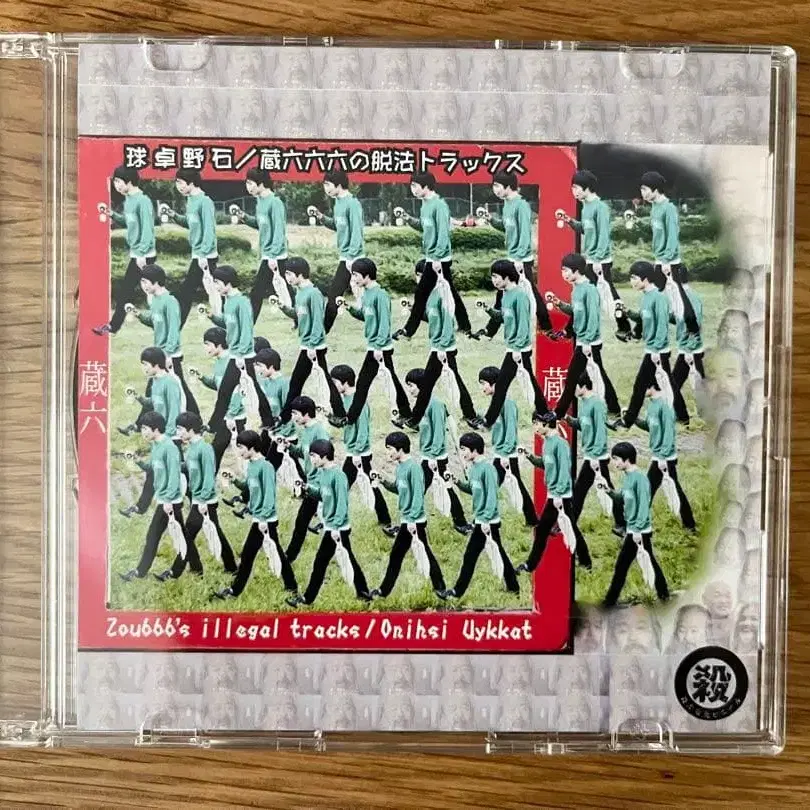 球卓野石/蔵六六六の脱法トラックス
蔵六
蔵
Zou666's illegal tracks/Onihsi Uykkat
殺